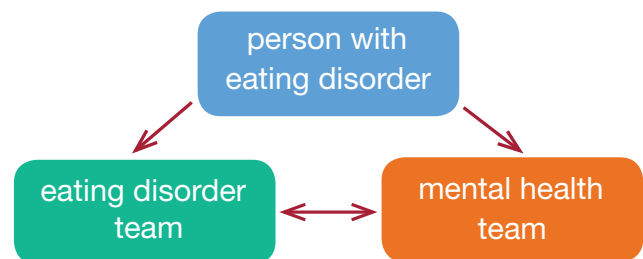 person with
eating disorder
eating disorder
team
mental health
team